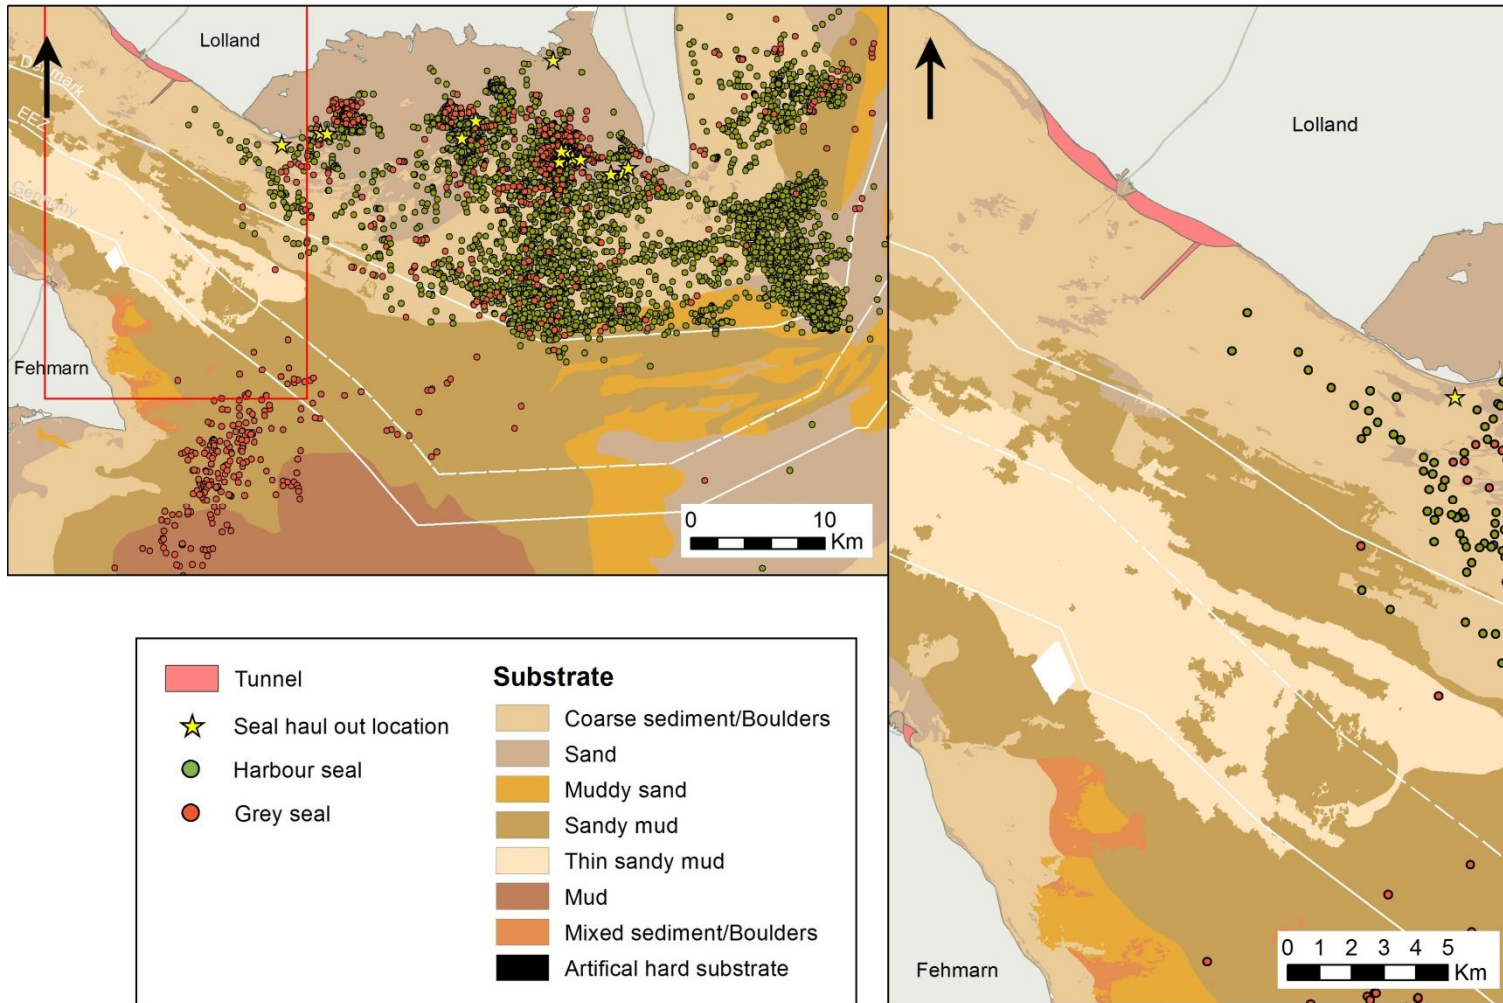 Lolland
Denmark
EEZ
Germany
Fehmarn
0 10
Km
Lolland
Fehmarn
0 1 2 3 4 5
Km
Tunnel
Seal haul out location
Harbour seal
Grey seal
Substrate
Coarse sediment/Boulders
Sand
Muddy sand
Sandy mud
Thin sandy mud
Mud
Mixed sediment/Boulders
Artifical hard substrate